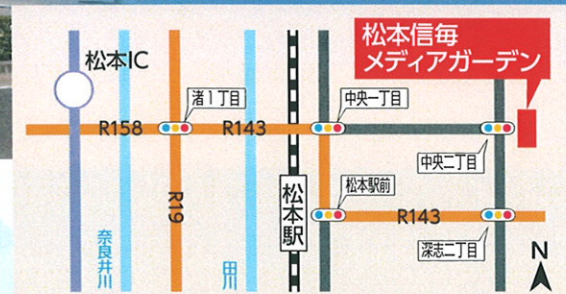 松本信毎
メディアガーデン
松本IC
渚1丁目
中央一丁目
R158
R143
中央二丁目
R19
松本駅
松本駅前
R143
奈良井川
田川
深志二丁目
N